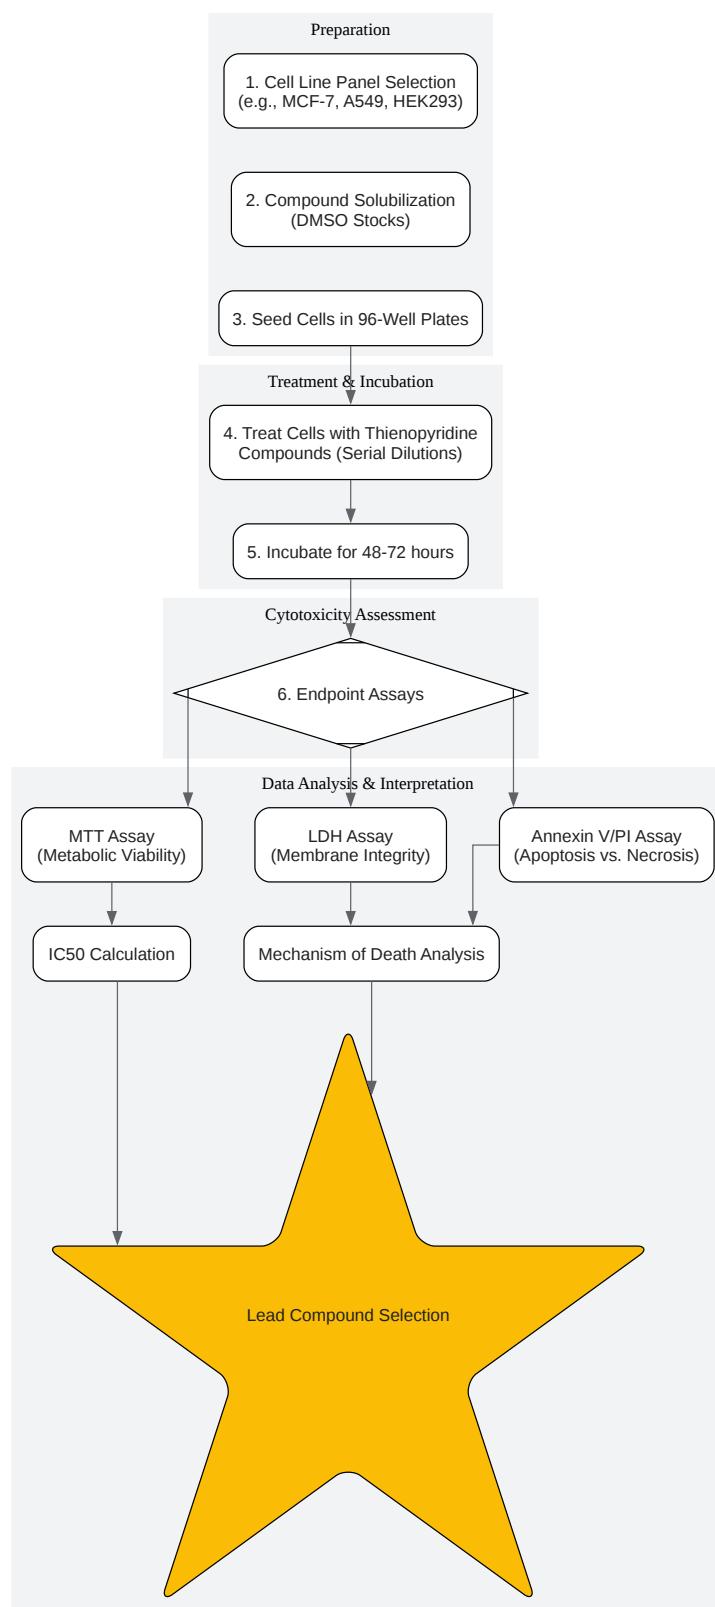 Preparation
1. Cell Line Panel Selection
(e.g., MCF-7, A549, HEK293)
2. Compound Solubilization
(DMSO Stocks)
3. Seed Cells in 96-Well Plates
Treatment & Incubation
4. Treat Cells with Thienopyridine
Compounds (Serial Dilutions)
5. Incubate for 48-72 hours
Cytotoxicity Assessment
6. Endpoint Assays
Data Analysis & Interpretation
MTT Assay
(Metabolic Viability)
LDH Assay
(Membrane Integrity)
Annexin V/PI Assay
(Apoptosis vs. Necrosis)
IC50 Calculation
Mechanism of Death Analysis
Lead Compound Selection